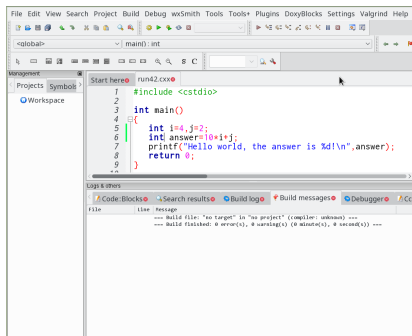 File Edit View Search Project Build Debug wxSmith Tools Tools+ Plugins DoxyBlocks Settings Valgrind Help
<global> main() : int
S C
Management
Projects Symbols
Workspace
Start here run42.cxx
1 #include <cstdio>
2
3 int main()
4 {
5 int i=4,j=2;
6 int answer=10*i+j;
7 printf("Hello world, the answer is %d!\n",answer);
8 return 0;
9 }
10
Logs & others
Code::Blocks Search results Build log Build messages Debugger
File Line Message
=== Build file: "no target" in "no project" (compiler: unknown) ===
=== Build finished: 0 error(s), 0 warning(s) (0 minute(s), 0 second(s)) ===